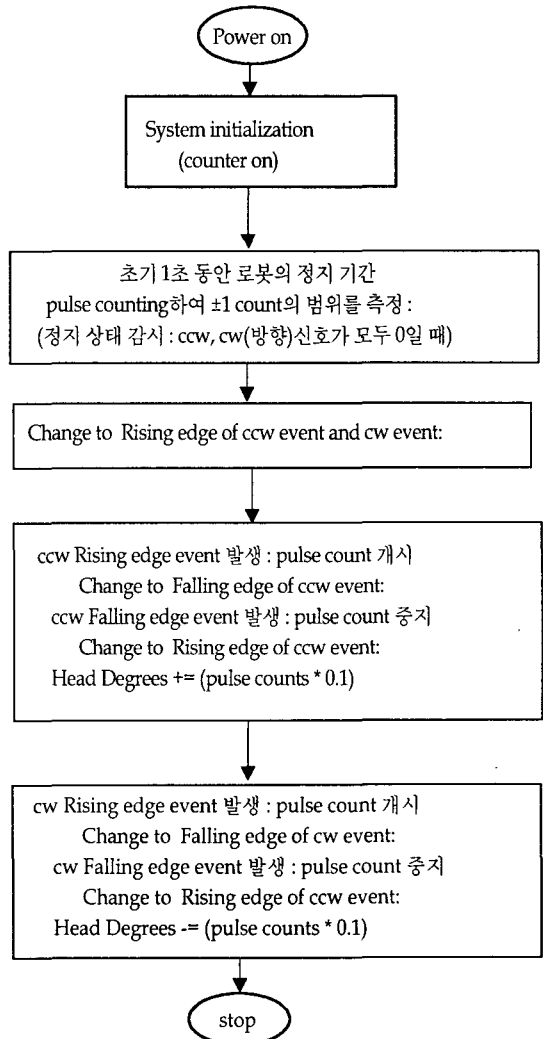 Power on
System initialization
(counter on)
초기 1초 동안 로봇의 정지 기간
pulse counting하여 ±1 count의 범위를 측정 :
(정지 상태 감시 : ccw, cw(방향)신호가 모두 0일 때)
Change to Rising edge of ccw event and cw event:
ccw Rising edge event 발생 : pulse count 개시
Change to Falling edge of ccw event:
ccw Falling edge event 발생 : pulse count 중지
Change to Rising edge of ccw event:
Head Degrees += (pulse counts * 0.1)
cw Rising edge event 발생 : pulse count 개시
Change to Falling edge of cw event:
cw Falling edge event 발생 : pulse count 중지
Change to Rising edge of ccw event:
Head Degrees -= (pulse counts * 0.1)
stop